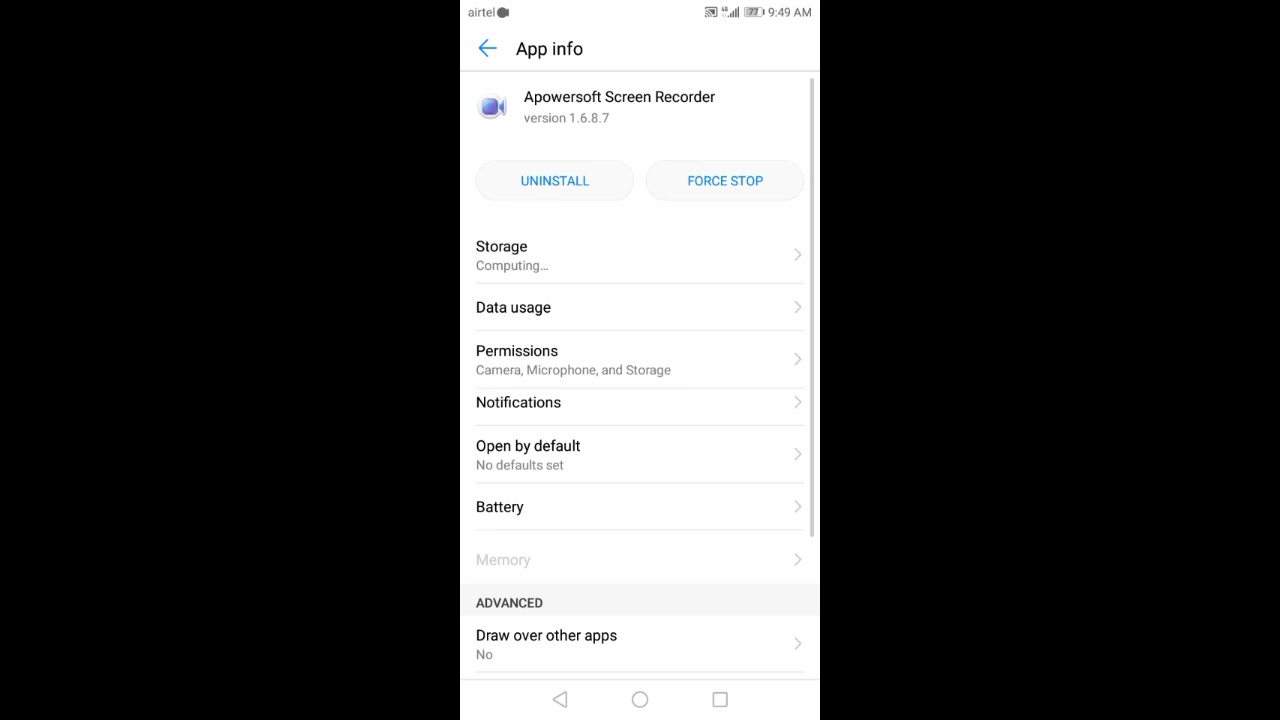 airtel
4G 77 9:49 AM
App info
Apowersoft Screen Recorder
version 1.6.8.7
UNINSTALL
FORCE STOP
Storage
Computing...
Data usage
Permissions
Camera, Microphone, and Storage
Notifications
Open by default
No defaults set
Battery
Memory
ADVANCED
Draw over other apps
No